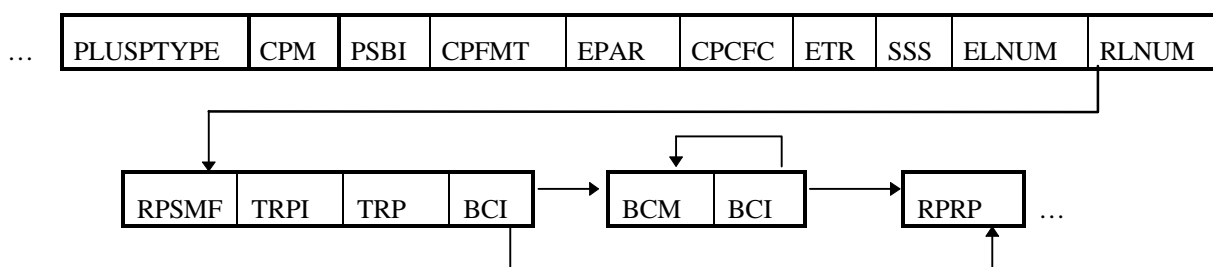 … PLUSPTYPE CPM PSBI CPFMT EPAR CPCFC ETR SSS ELNUM RLNUM
RPSMF TRPI TRP BCI BCM BCI RPRP …